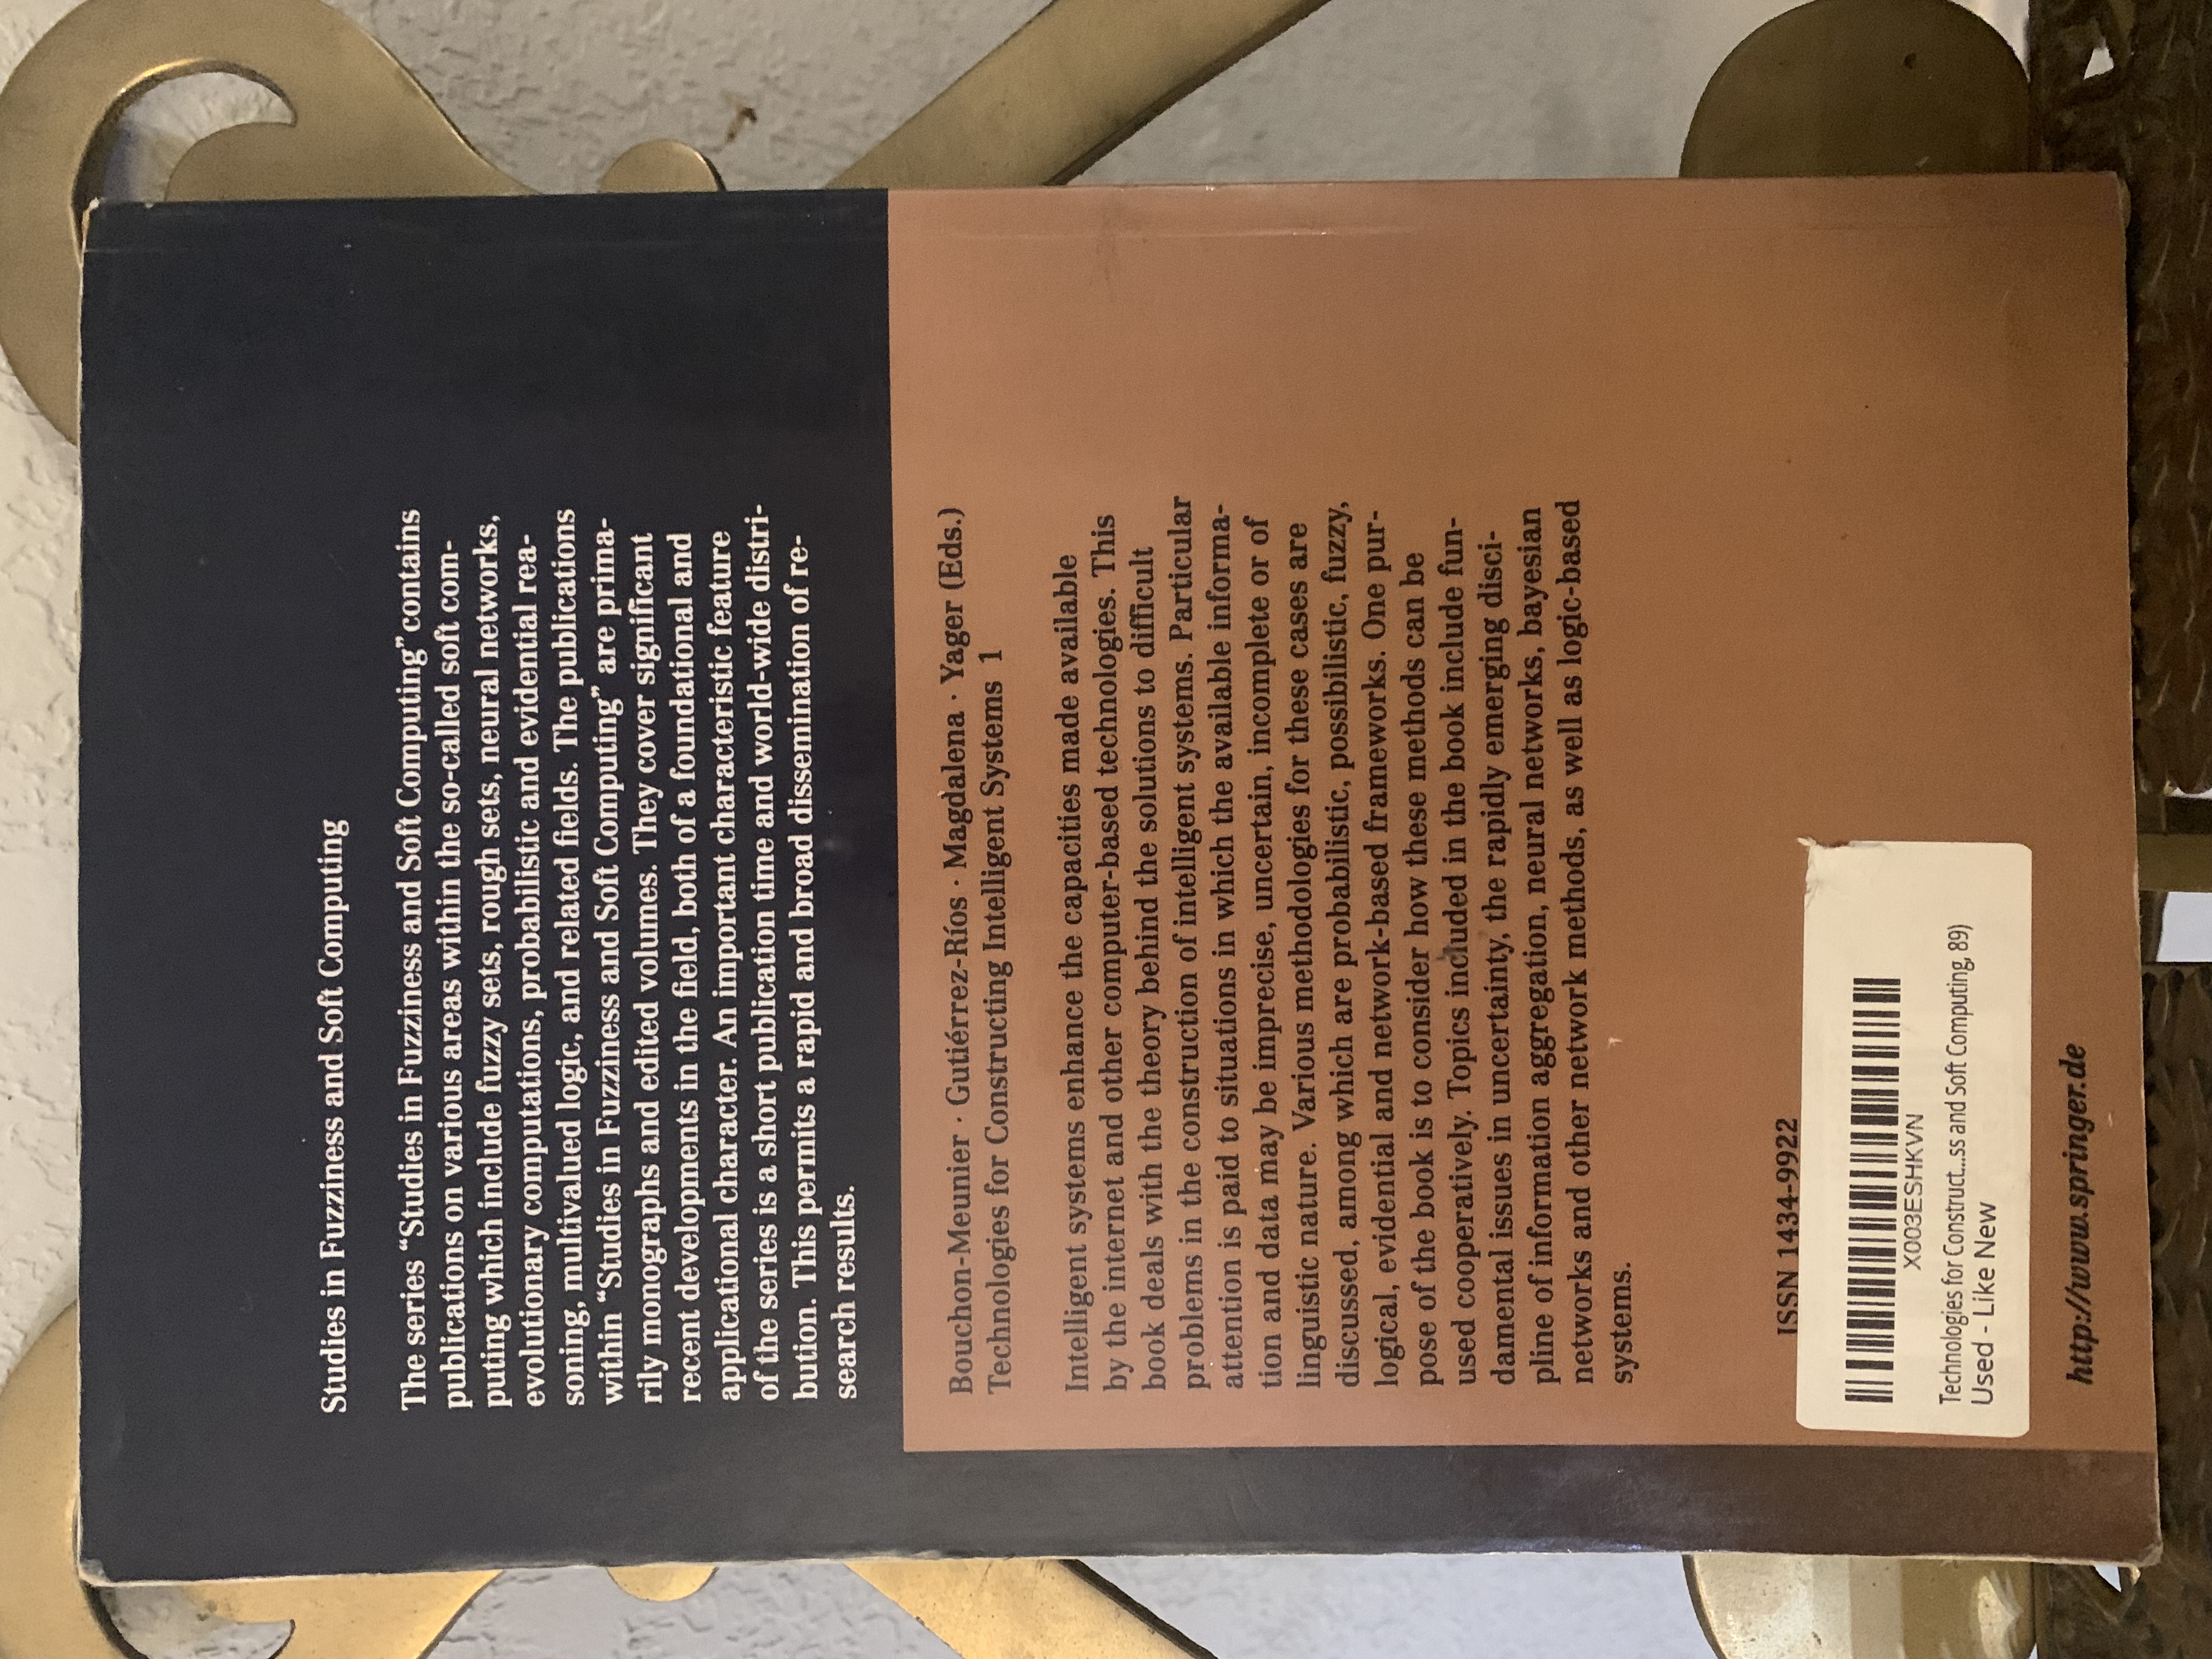 Studies in Fuzziness and Soft Computing
The series “Studies in Fuzziness and Soft Computing” contains
publications on various areas within the so-called soft com-
puting which include fuzzy sets, rough sets, neural networks,
evolutionary computations, probabilistic and evidential rea-
soning, multivalued logic, and related fields. The publications
within “Studies in Fuzziness and Soft Computing” are prima-
rily monographs and edited volumes. They cover significant
recent developments in the field, both of a foundational and
applicational character. An important characteristic feature
of the series is a short publication time and world-wide distri-
bution. This permits a rapid and broad dissemination of re-
search results.
Bouchon-Meunier · Gutiérrez-Ríos · Magdalena · Yager (Eds.)
Technologies for Constructing Intelligent Systems 1
Intelligent systems enhance the capacities made available
by the internet and other computer-based technologies. This
book deals with the theory behind the solutions to difficult
problems in the construction of intelligent systems. Particular
attention is paid to situations in which the available informa-
tion and data may be imprecise, uncertain, incomplete or of
linguistic nature. Various methodologies for these cases are
discussed, among which are probabilistic, possibilistic, fuzzy,
logical, evidential and network-based frameworks. One pur-
pose of the book is to consider how these methods can be
used cooperatively. Topics included in the book include fun-
damental issues in uncertainty, the rapidly emerging disci-
pline of information aggregation, neural networks, bayesian
networks and other network methods, as well as logic-based
systems.
ISSN 1434-9922
X003ESHKVN
Technologies for Construct...ss and Soft Computing, 89)
Used - Like New
http://www.springer.de